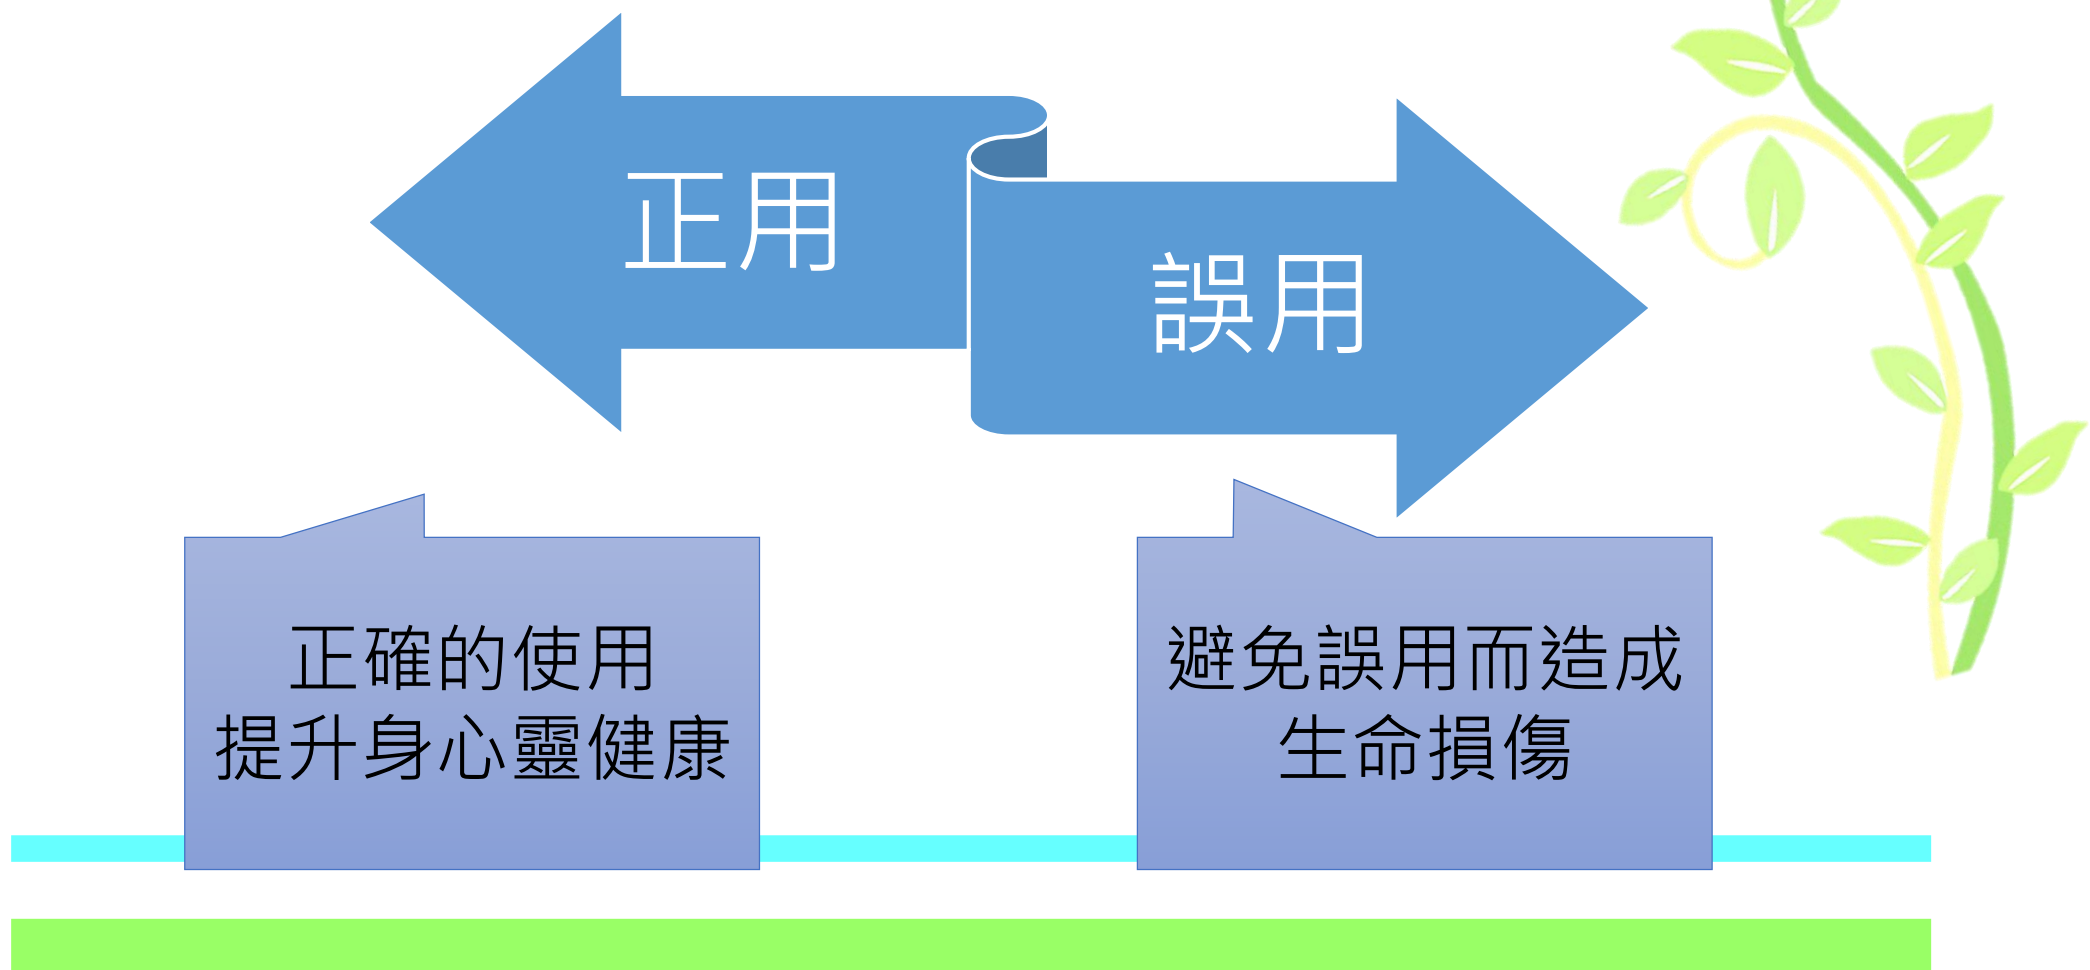 正用
誤用
正確的使用
提升身心靈健康
避免誤用而造成
生命損傷